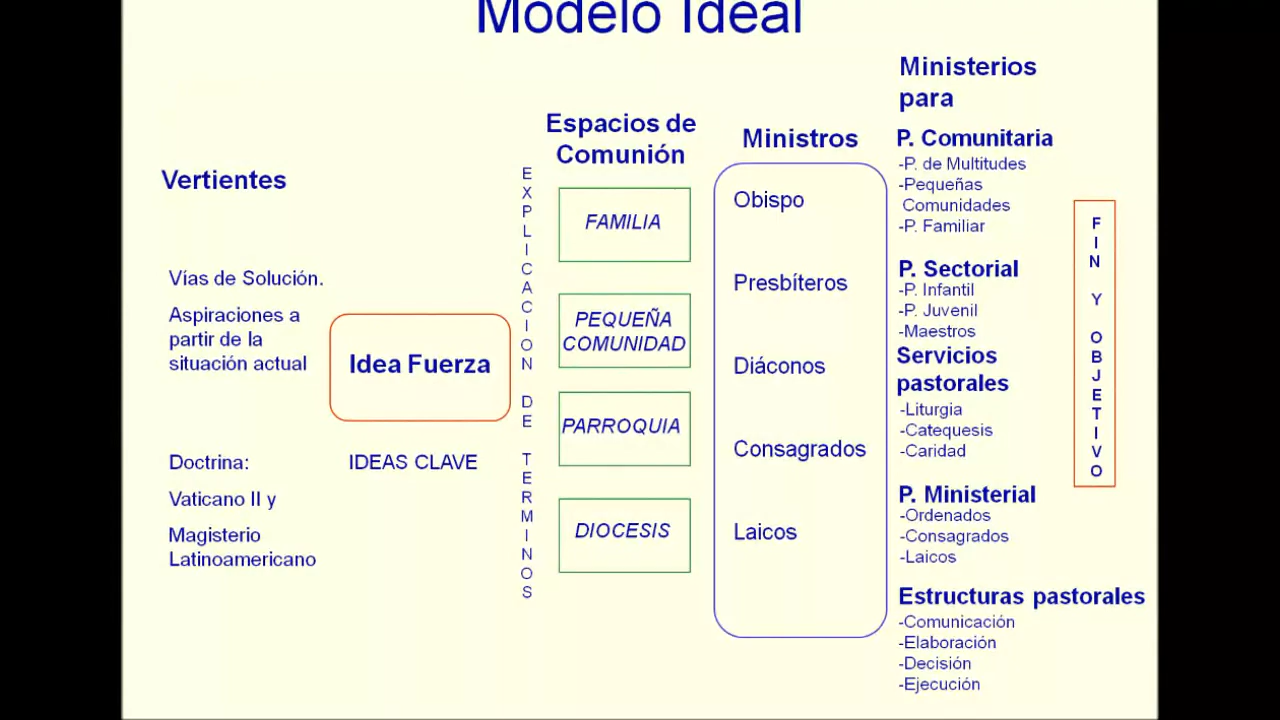 Modelo Ideal
Vertientes
Vías de Solución.
Aspiraciones a
partir de la
situación actual
Doctrina:
Vaticano II y
Magisterio
Latinoamericano
Idea Fuerza
IDEAS CLAVE
EXPLICACION DE TERMINOS
Espacios de
Comunión
FAMILIA
PEQUEÑA
COMUNIDAD
PARROQUIA
DIOCESIS
Ministros
Obispo
Presbíteros
Diáconos
Consagrados
Laicos
Ministerios
para
P. Comunitaria
-P. de Multitudes
-Pequeñas
Comunidades
-P. Familiar
P. Sectorial
-P. Infantil
-P. Juvenil
-Maestros
Servicios
pastorales
-Liturgia
-Catequesis
-Caridad
P. Ministerial
-Ordenados
-Consagrados
-Laicos
Estructuras pastorales
-Comunicación
-Elaboración
-Decisión
-Ejecución
FIN Y OBJETIVO